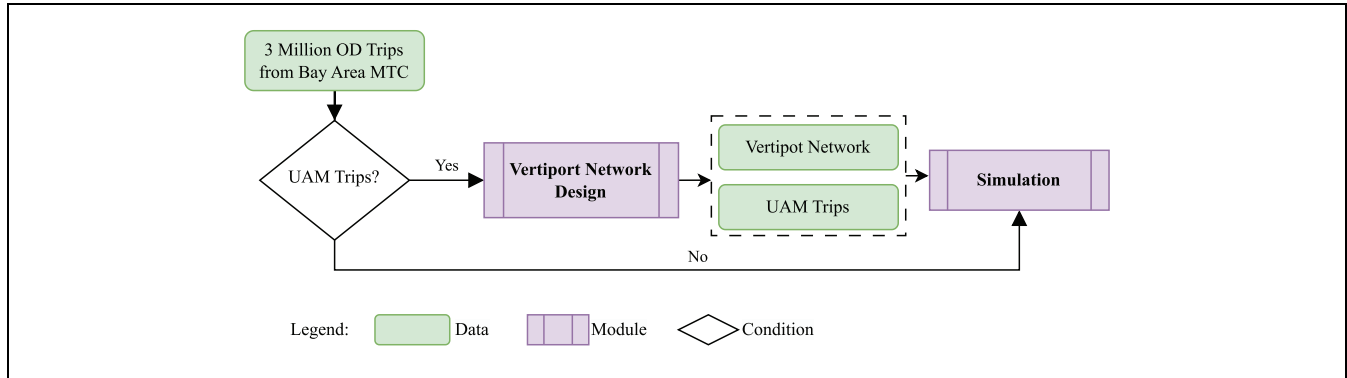 3 Million OD Trips
from Bay Area MTC
UAM Trips?
Yes
Vertiport Network
Design
Vertipot Network
UAM Trips
Simulation
No
Legend:
Data
Module
Condition